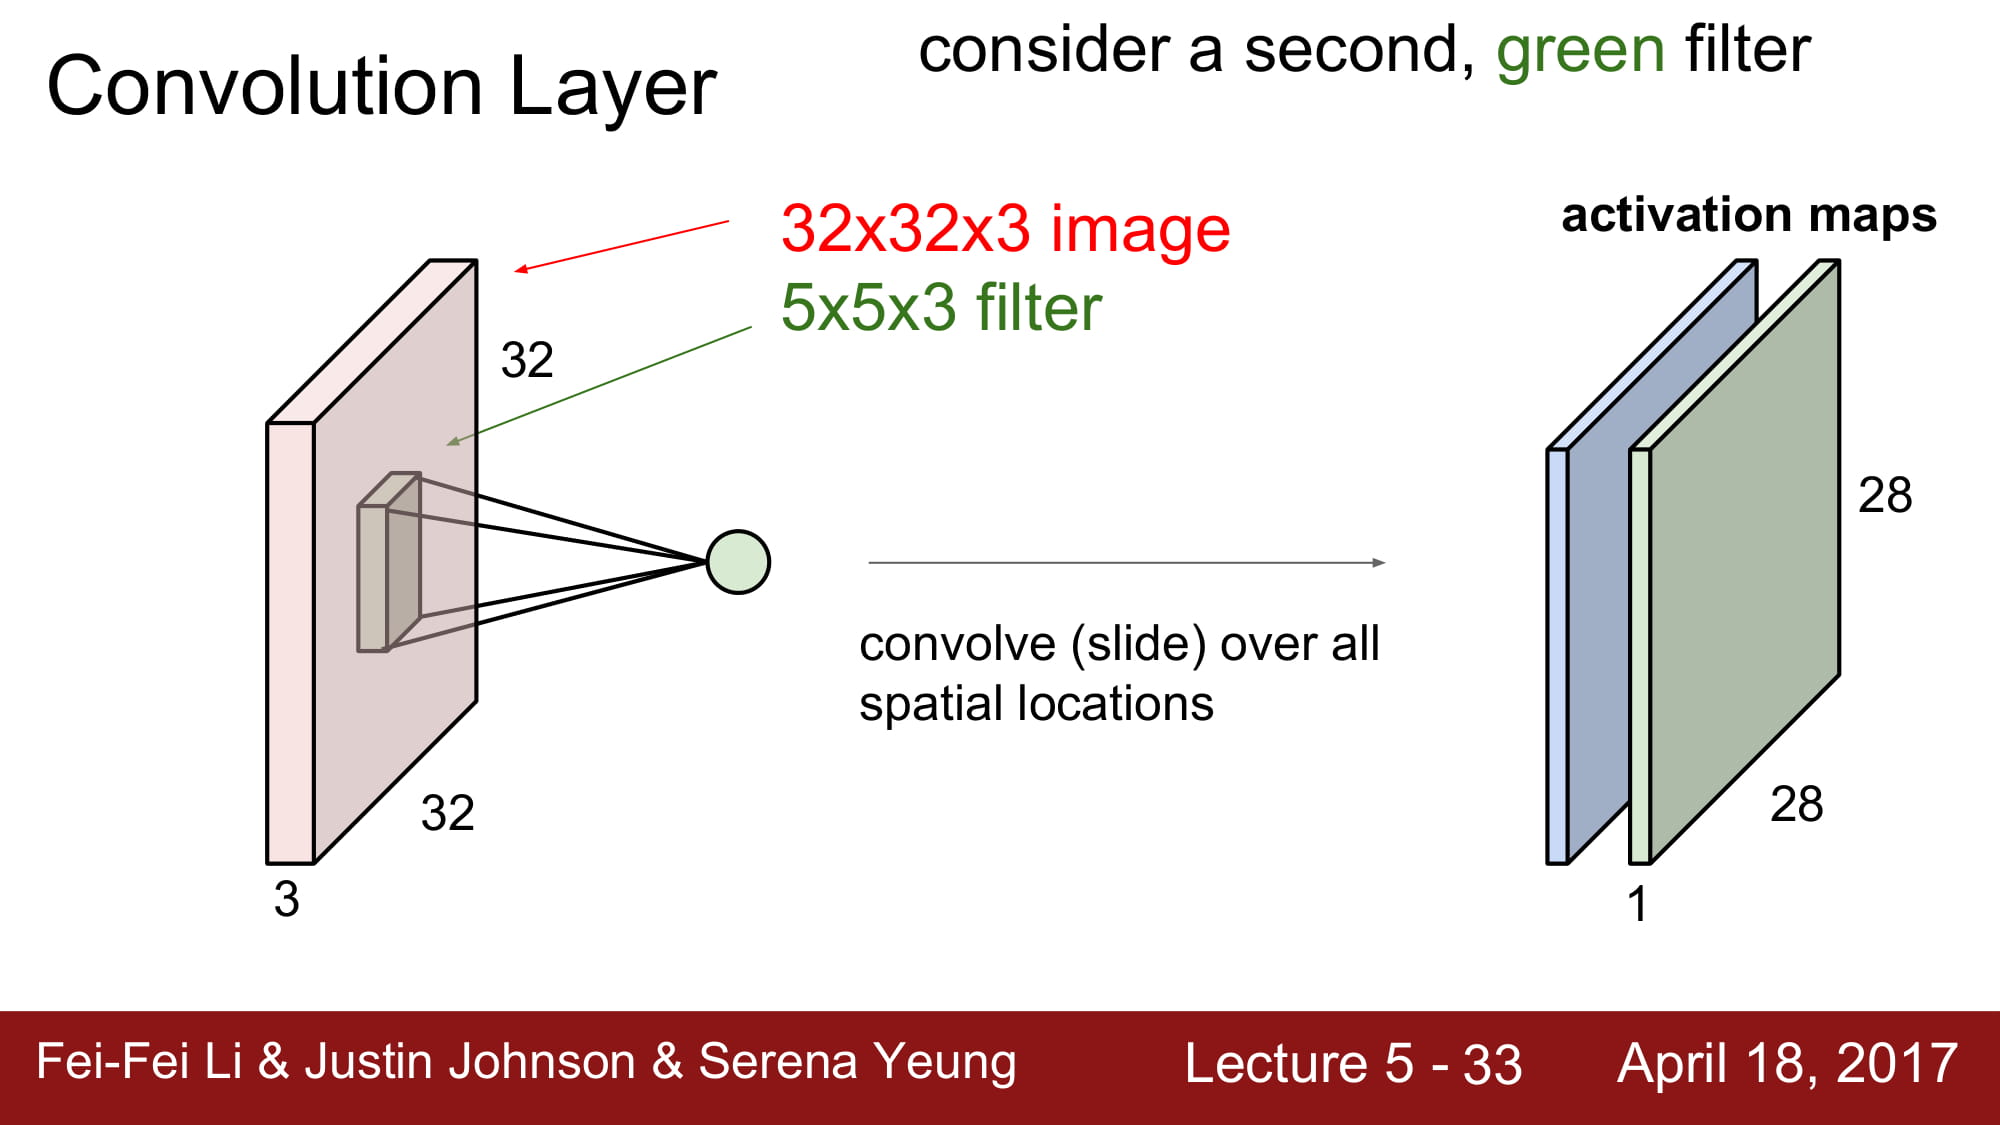 Convolution Layer
consider a second, green filter
32x32x3 image
5x5x3 filter
activation maps
32
32
3
convolve (slide) over all
spatial locations
28
28
1
Fei-Fei Li & Justin Johnson & Serena Yeung
Lecture 5 - 33
April 18, 2017